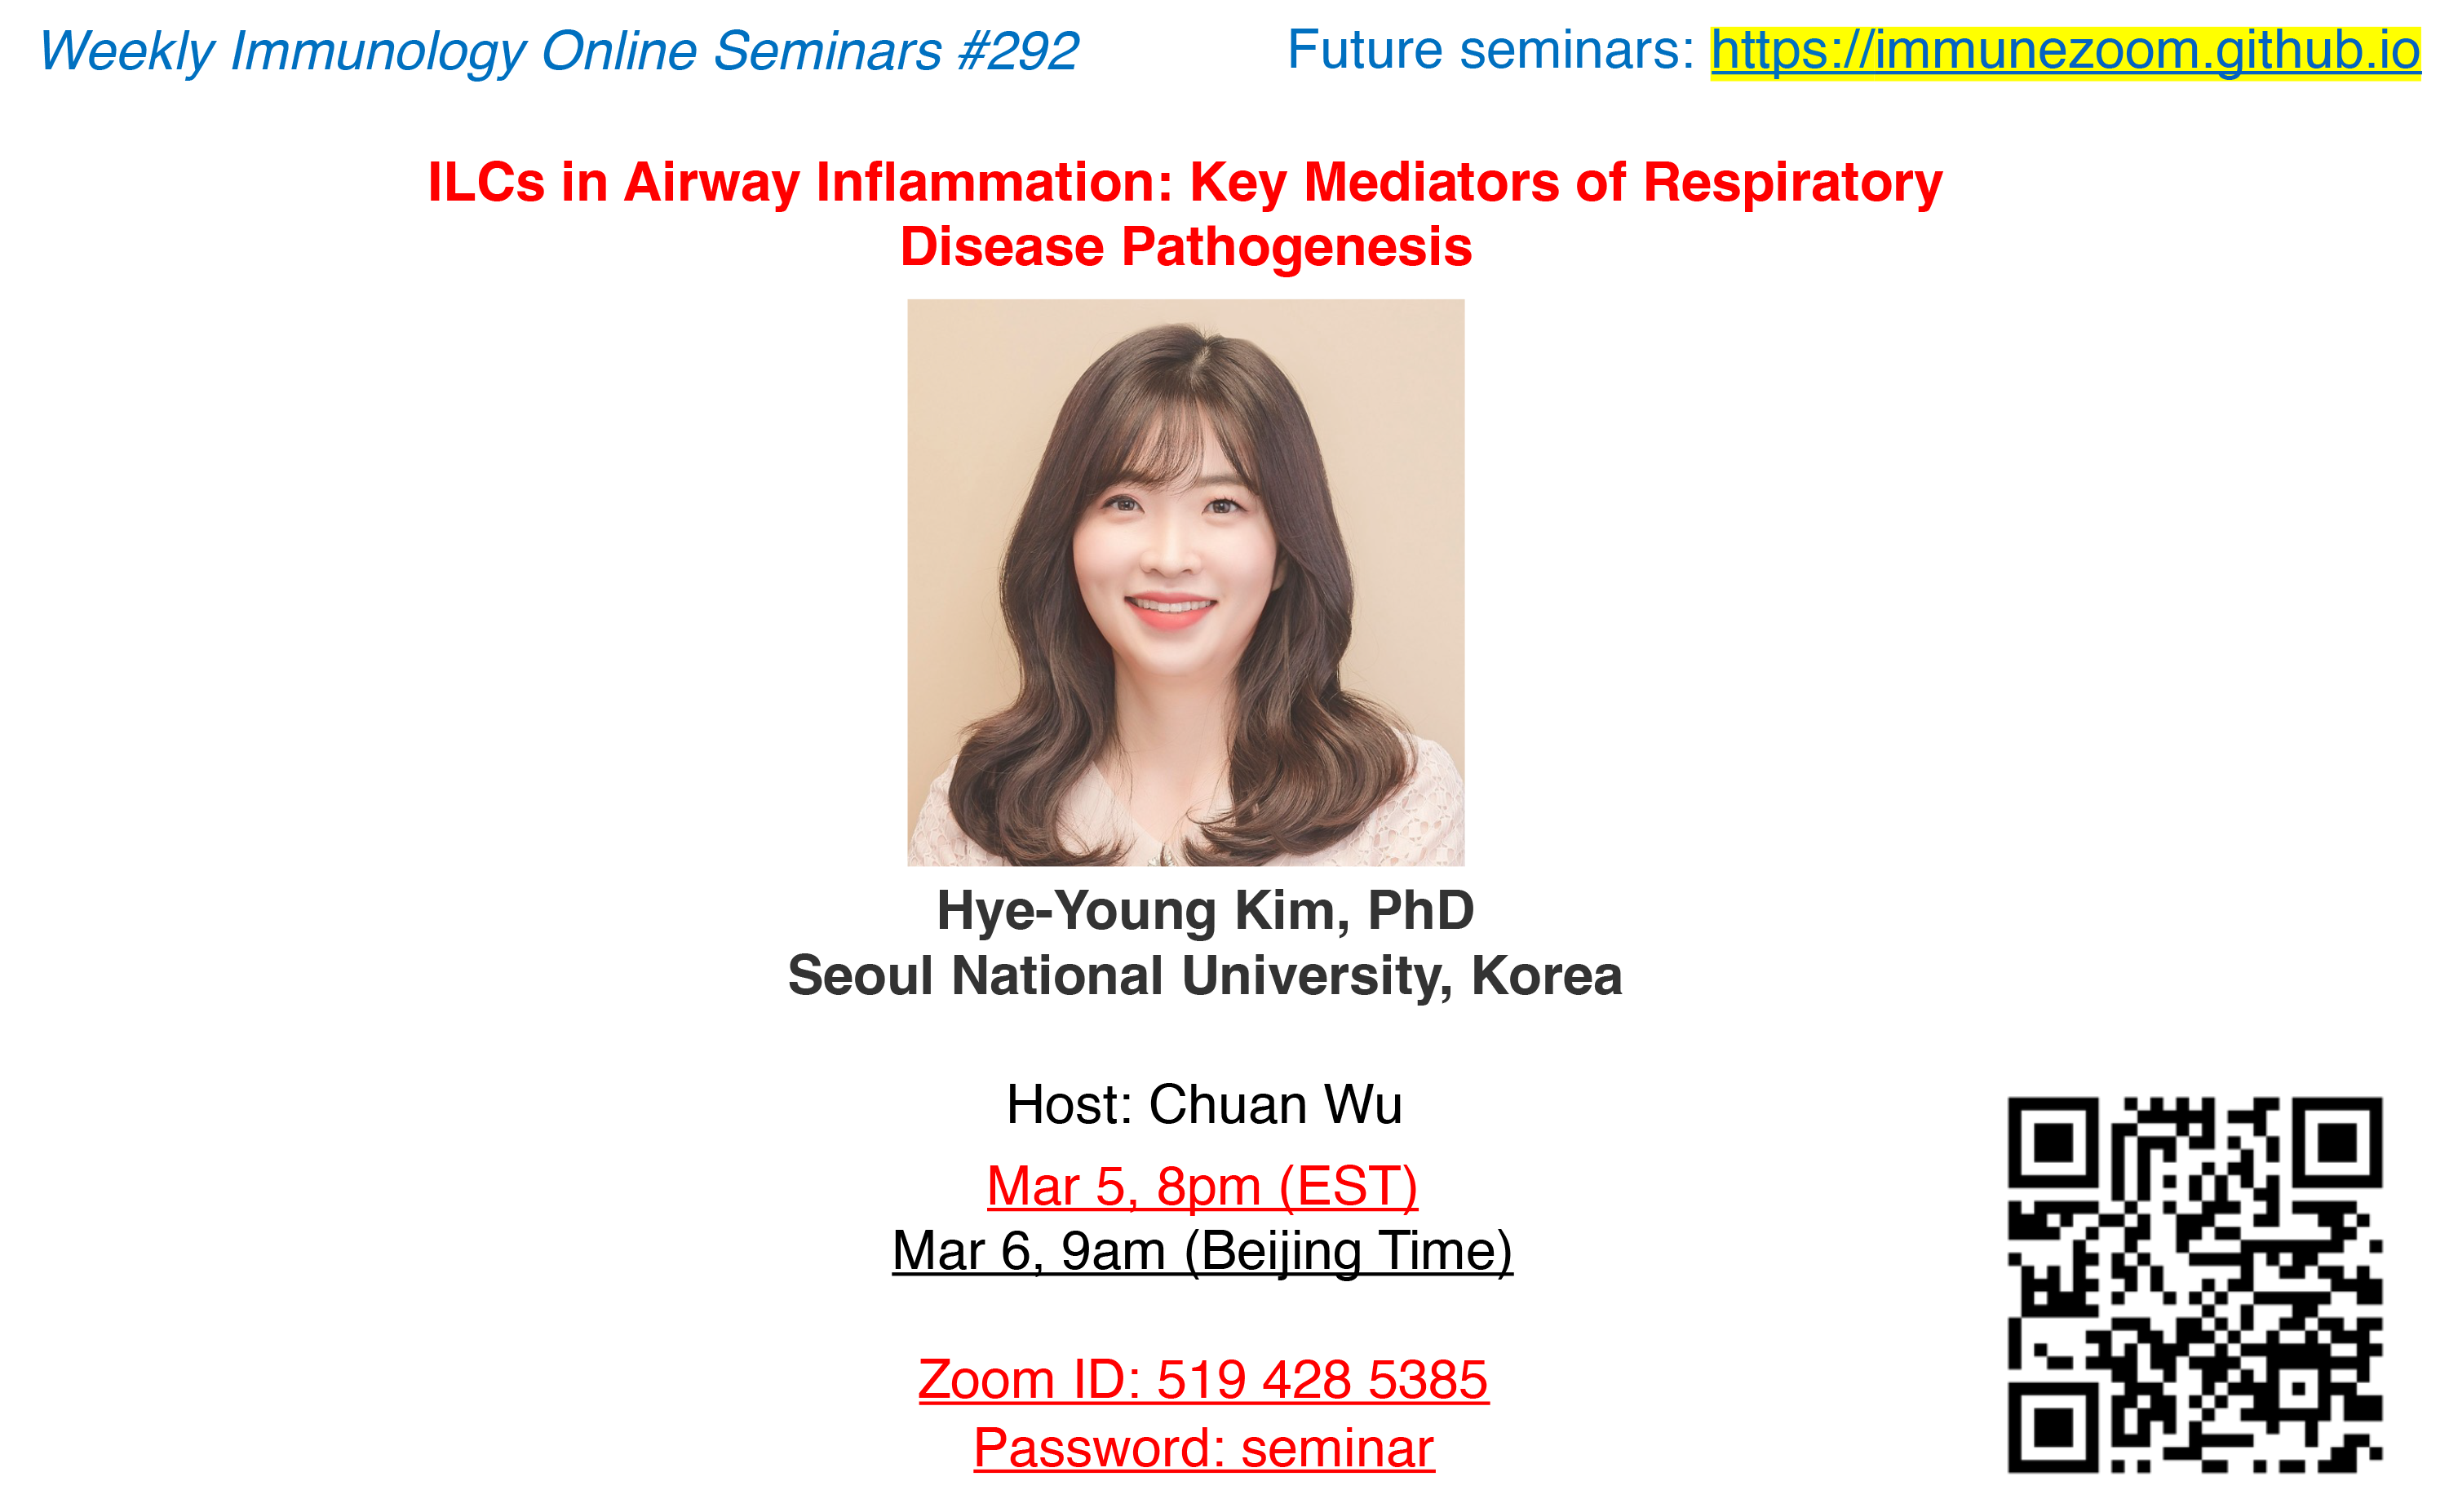 Weekly Immunology Online Seminars #292
Future seminars: https://immunezoom.github.io
ILCs in Airway Inflammation: Key Mediators of Respiratory
Disease Pathogenesis
Hye-Young Kim, PhD
Seoul National University, Korea
Host: Chuan Wu
Mar 5, 8pm (EST)
Mar 6, 9am (Beijing Time)
Zoom ID: 519 428 5385
Password: seminar